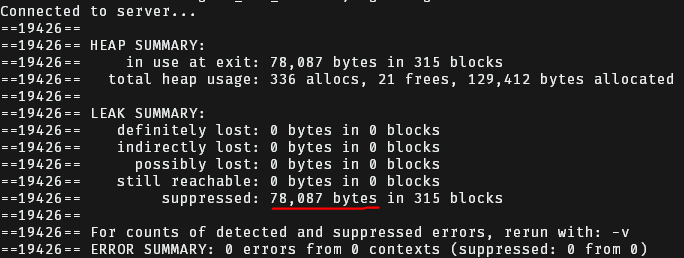 Connected to server...
==19426==
==19426== HEAP SUMMARY:
==19426==     in use at exit: 78,087 bytes in 315 blocks
==19426==   total heap usage: 336 allocs, 21 frees, 129,412 bytes allocated
==19426==
==19426== LEAK SUMMARY:
==19426==    definitely lost: 0 bytes in 0 blocks
==19426==    indirectly lost: 0 bytes in 0 blocks
==19426==      possibly lost: 0 bytes in 0 blocks
==19426==    still reachable: 0 bytes in 0 blocks
==19426==         suppressed: 78,087 bytes in 315 blocks
==19426==
==19426== For counts of detected and suppressed errors, rerun with: -v
==19426== ERROR SUMMARY: 0 errors from 0 contexts (suppressed: 0 from 0)